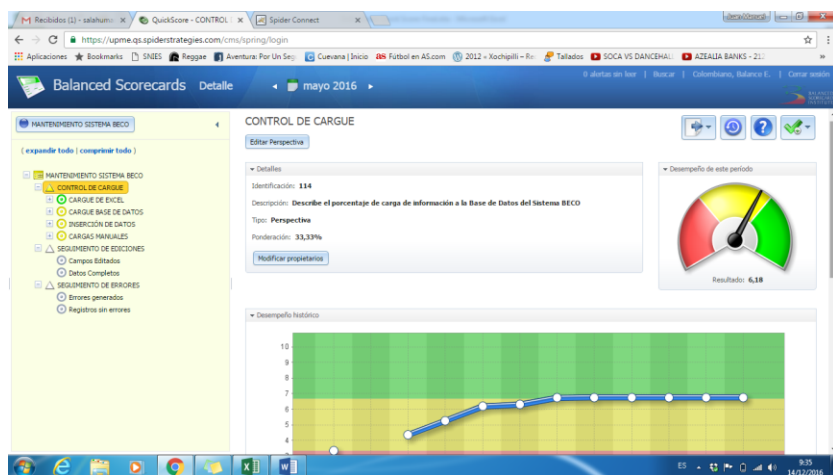 Recibidos (1) - salahum
QuickScore - CONTROL
Spider Connect
https://upme.qs.spiderstrategies.com/cms/spring/login
Aplicaciones
Bookmarks
SNIES
Reggae
Aventura: Por Un Seg
Cuevana | Inicio
AS Fútbol en AS.com
2012 « Xochipilli – Re
Tallados
SOCA VS DANCEHAL
AZEALIA BANKS - 212
»
Balanced Scorecards Detalle
mayo 2016
0 alertas sin leer | Buscar | Colombiano, Balance E. | Cerrar sesión
MANTENIMIENTO SISTEMA BECO
( expandir todo | comprimir todo )
MANTENIMIENTO SISTEMA BECO
CONTROL DE CARGUE
CARGUE DE EXCEL
CARGUE BASE DE DATOS
INSERCIÓN DE DATOS
CARGAS MANUALES
SEGUIMIENTO DE EDICIONES
Campos Editados
Datos Completos
SEGUIMIENTO DE ERRORES
Errores generados
Registros sin errores
CONTROL DE CARGUE
Editar Perspectiva
Detalles
Identificación: 114
Descripción: Describe el porcentaje de carga de información a la Base de Datos del Sistema BECO
Tipo: Perspectiva
Ponderación: 33,33%
Modificar propietarios
Desempeño de este período
Resultado: 6,18
Desempeño histórico
10
9
8
7
6
5
4
ES
9:35
14/12/2016